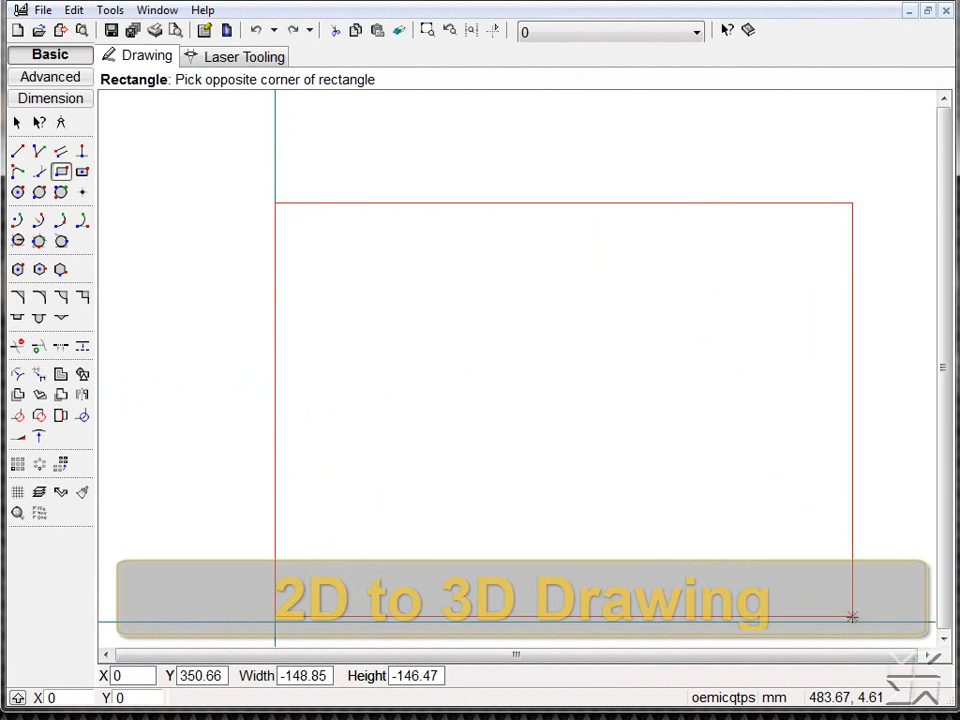 File Edit Tools Window Help
0
Basic
Drawing
Laser Tooling
Advanced
Rectangle: Pick opposite corner of rectangle
Dimension
2D to 3D Drawing
X 0 Y 350.66 Width -148.85 Height -146.47
X 0 Y 0 oemicqtps mm 483.67, 4.61